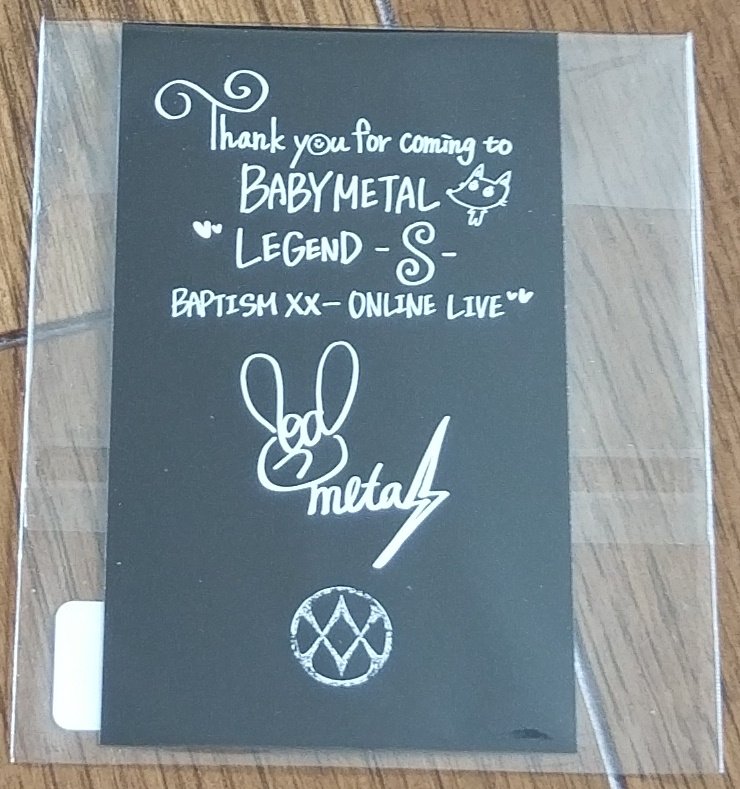 Thank you for coming to
BABYMETAL
LEGEND - S -
BAPTISM XX - ONLINE LIVE
metal